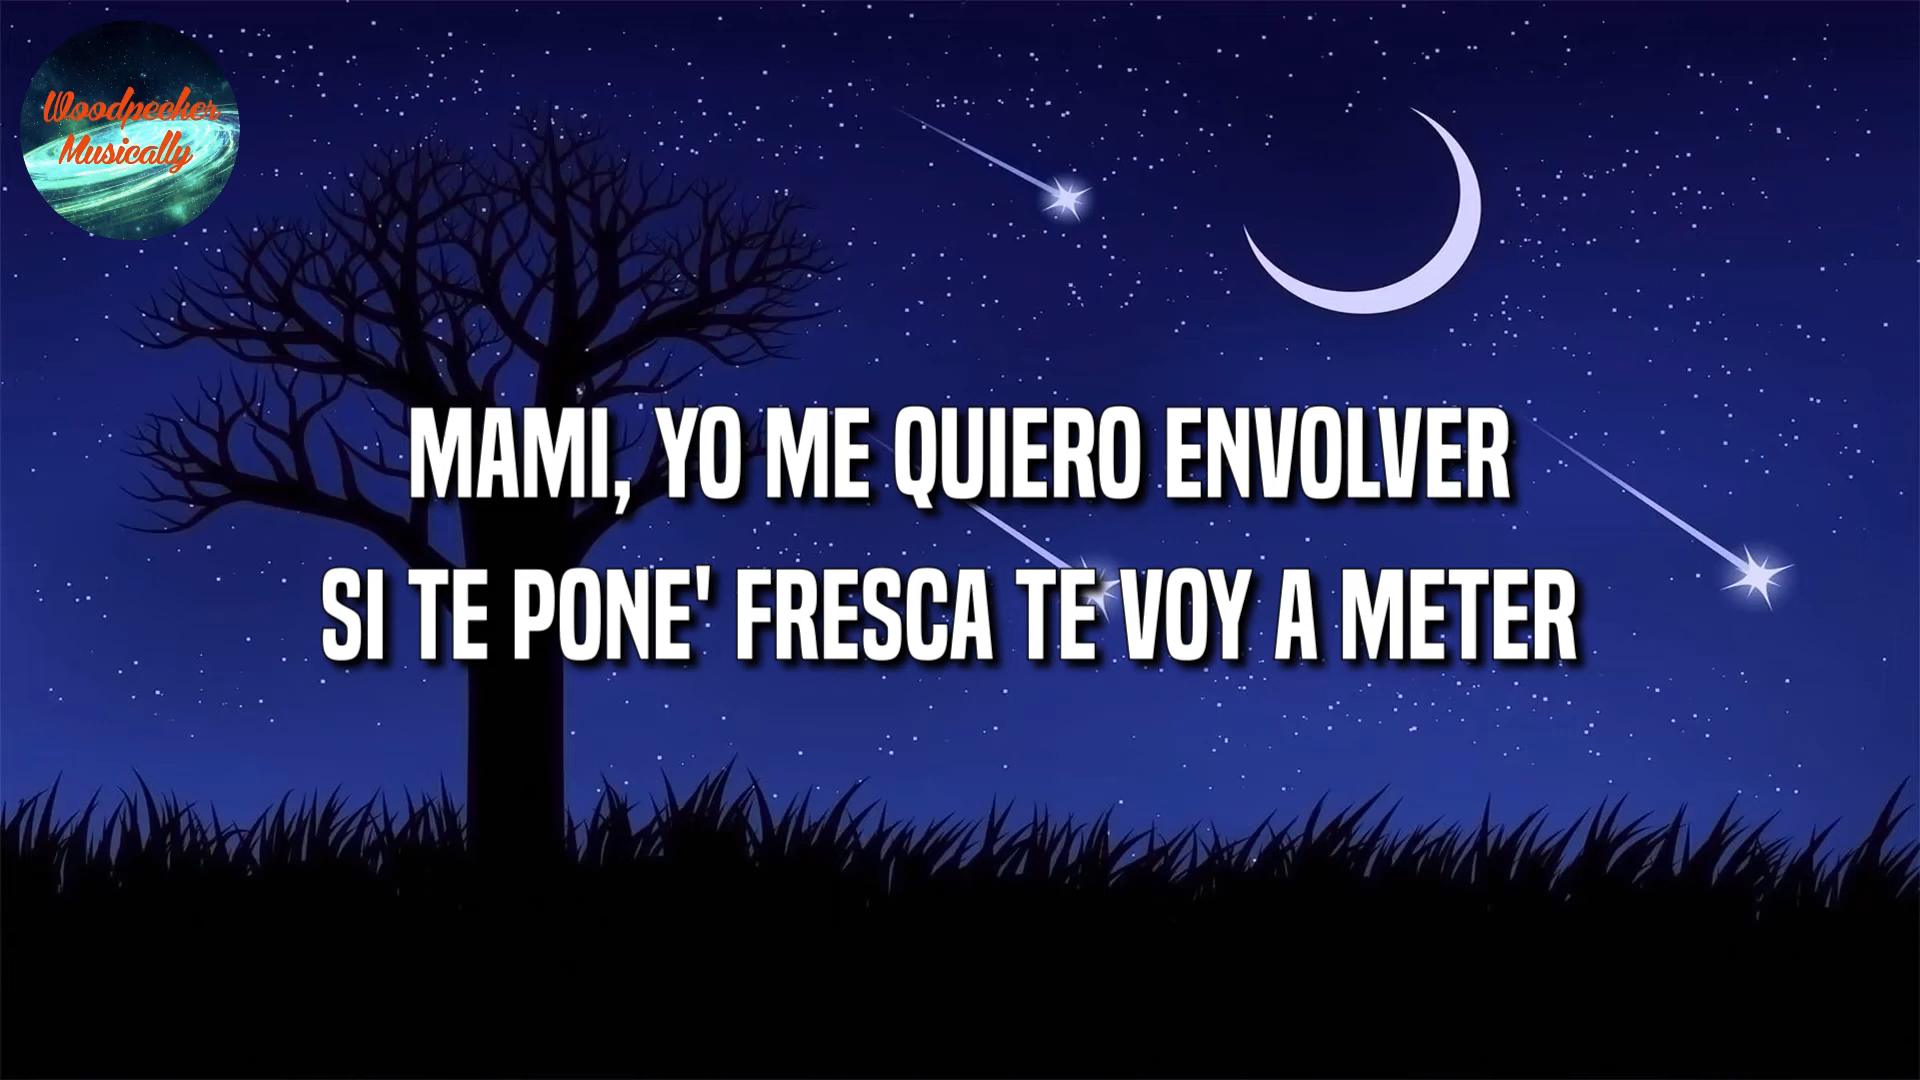 Woodpecker
Musically
MAMI, YO ME QUIERO ENVOLVER
SI TE PONE' FRESCA TE VOY A METER